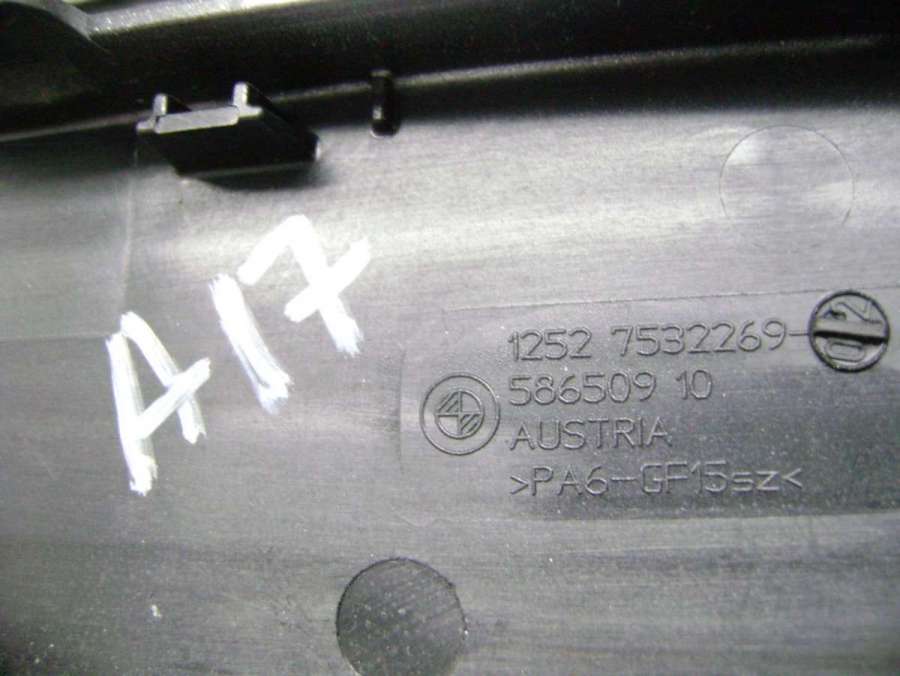 A17
1252 7532269-
586509 10
AUSTRIA
>PA6-GF15sz<